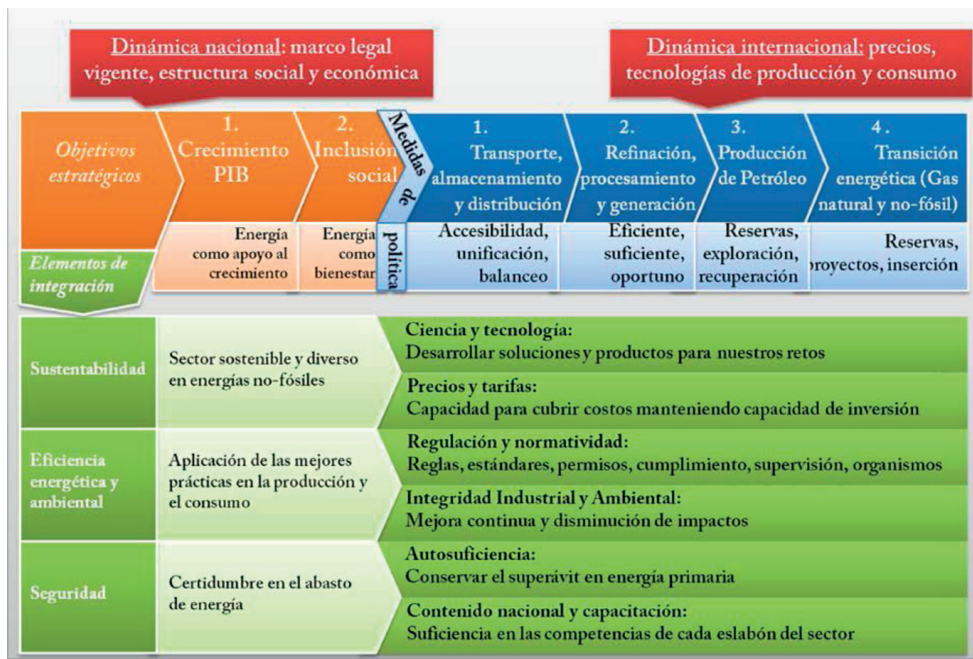 Dinámica nacional: marco legal
vigente, estructura social y económica
Dinámica internacional: precios,
tecnologías de producción y consumo
Objetivos
estratégicos
1.
Crecimiento
PIB
2.
Inclusión
social
Medidas de
política
1.
Transporte,
almacenamiento
y distribución
2.
Refinación,
procesamiento
y generación
3.
Producción
de Petróleo
4.
Transición
energética (Gas
natural y no-fósil)
Elementos de
integración
Energía
como apoyo al
crecimiento
Energía
como
bienestar
Accesibilidad,
unificación,
balanceo
Eficiente,
suficiente,
oportuno
Reservas,
exploración,
recuperación
Reservas,
proyectos, inserción
Sustentabilidad
Sector sostenible y diverso
en energías no-fósiles
Ciencia y tecnología:
Desarrollar soluciones y productos para nuestros retos
Precios y tarifas:
Capacidad para cubrir costos manteniendo capacidad de inversión
Eficiencia
energética y
ambiental
Aplicación de las mejores
prácticas en la producción y
el consumo
Regulación y normatividad:
Reglas, estándares, permisos, cumplimiento, supervisión, organismos
Integridad Industrial y Ambiental:
Mejora continua y disminución de impactos
Seguridad
Certidumbre en el abasto
de energía
Autosuficiencia:
Conservar el superávit en energía primaria
Contenido nacional y capacitación:
Suficiencia en las competencias de cada eslabón del sector